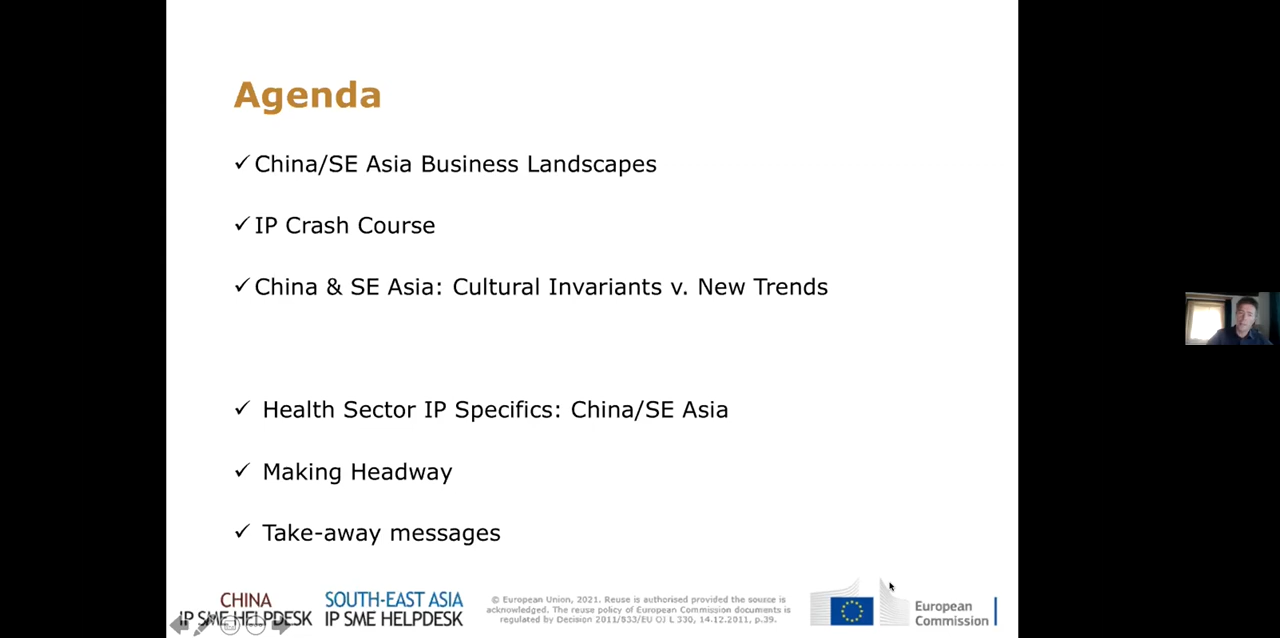 Agenda
✓China/SE Asia Business Landscapes
✓IP Crash Course
✓China & SE Asia: Cultural Invariants v. New Trends
✓ Health Sector IP Specifics: China/SE Asia
✓ Making Headway
✓ Take-away messages
CHINA
IP SME HELPDESK
SOUTH-EAST ASIA
IP SME HELPDESK
© European Union, 2021. Reuse is authorised provided the source is
acknowledged. The reuse policy of European Commission documents is
regulated by Decision 2011/833/EU OJ L 330, 14.12.2011, p.39.
European
Commission